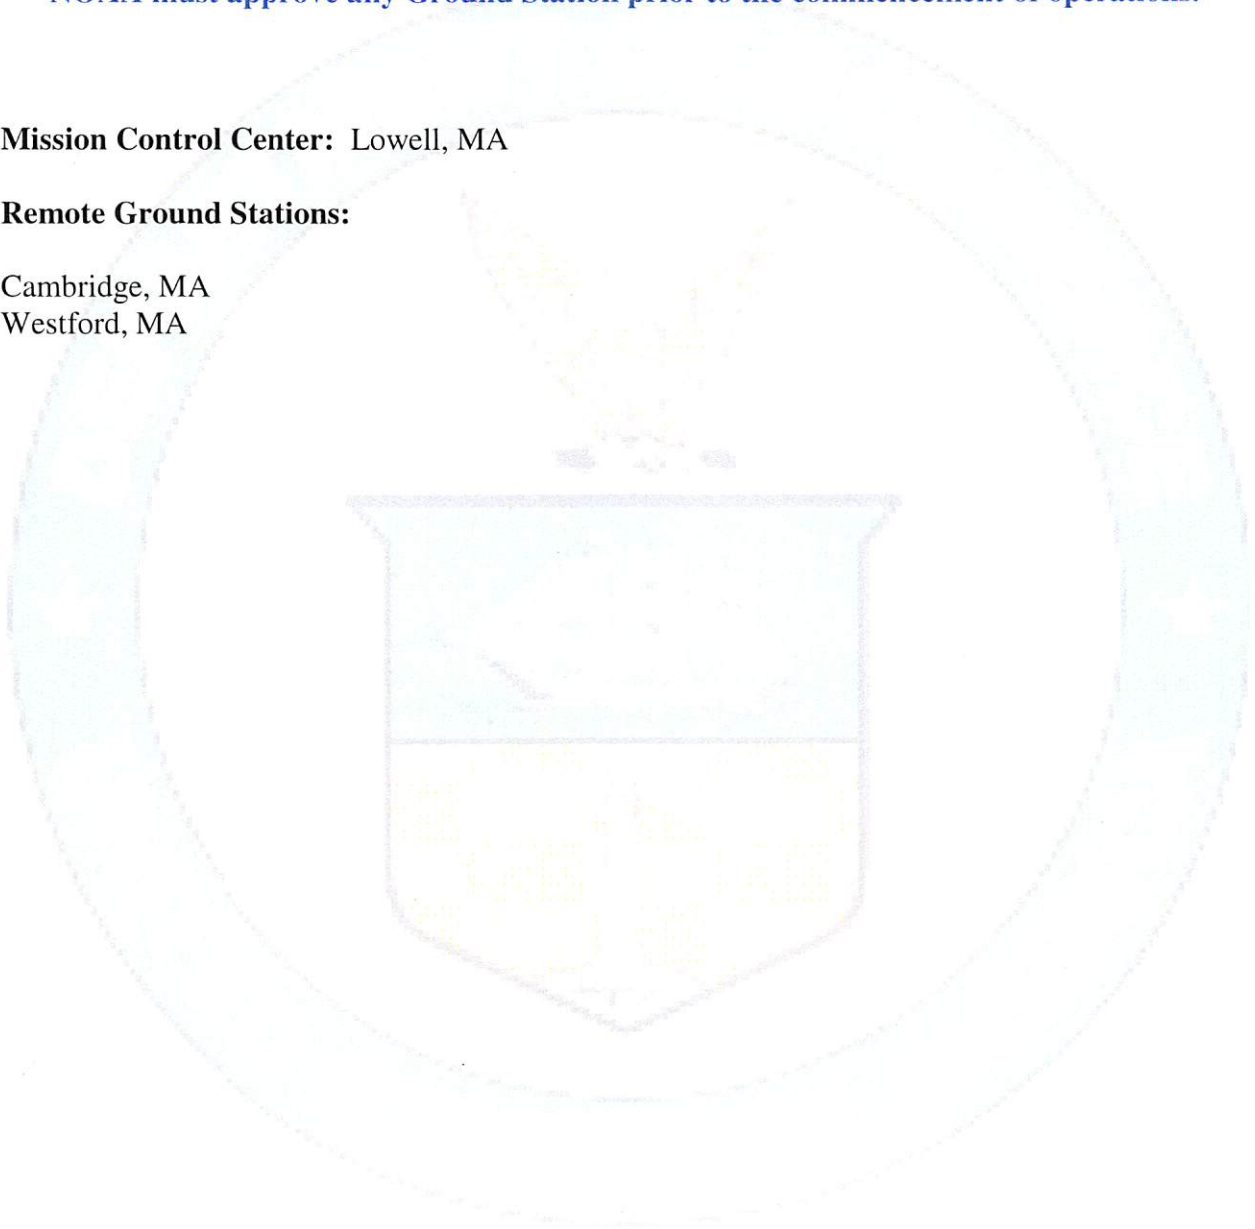 NOAA must approve any Ground Station prior to the commencement of operations.
Mission Control Center: Lowell, MA
Remote Ground Stations:
Cambridge, MA
Westford, MA